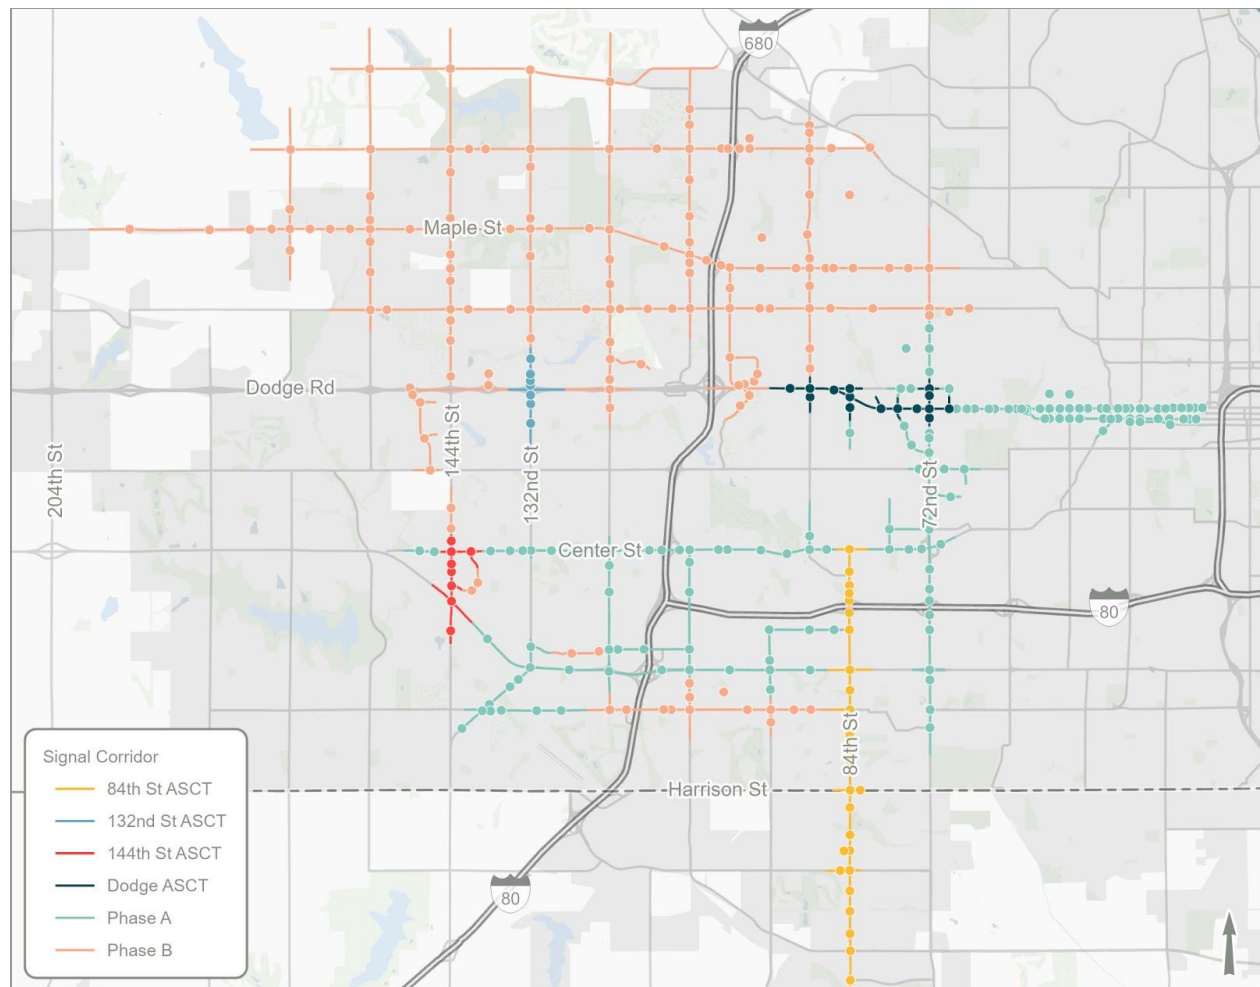 680
Maple St
Dodge Rd
204th St
144th St
132nd St
72nd St
Center St
80
84th St
Harrison St
80
Signal Corridor
84th St ASCT
132nd St ASCT
144th St ASCT
Dodge ASCT
Phase A
Phase B